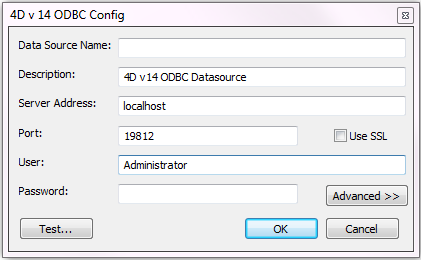 4D v 14 ODBC Config
Data Source Name:
Description: 4D v14 ODBC Datasource
Server Address: localhost
Port: 19812 Use SSL
User: Administrator
Password: Advanced >>
Test... OK Cancel